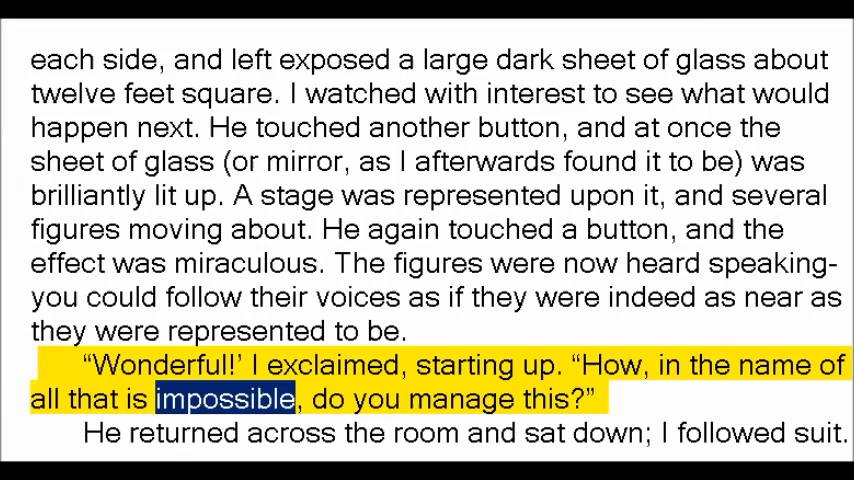 each side, and left exposed a large dark sheet of glass about
twelve feet square. I watched with interest to see what would
happen next. He touched another button, and at once the
sheet of glass (or mirror, as I afterwards found it to be) was
brilliantly lit up. A stage was represented upon it, and several
figures moving about. He again touched a button, and the
effect was miraculous. The figures were now heard speaking-
you could follow their voices as if they were indeed as near as
they were represented to be.
“Wonderful!’ I exclaimed, starting up. “How, in the name of
all that is impossible, do you manage this?”
He returned across the room and sat down; I followed suit.